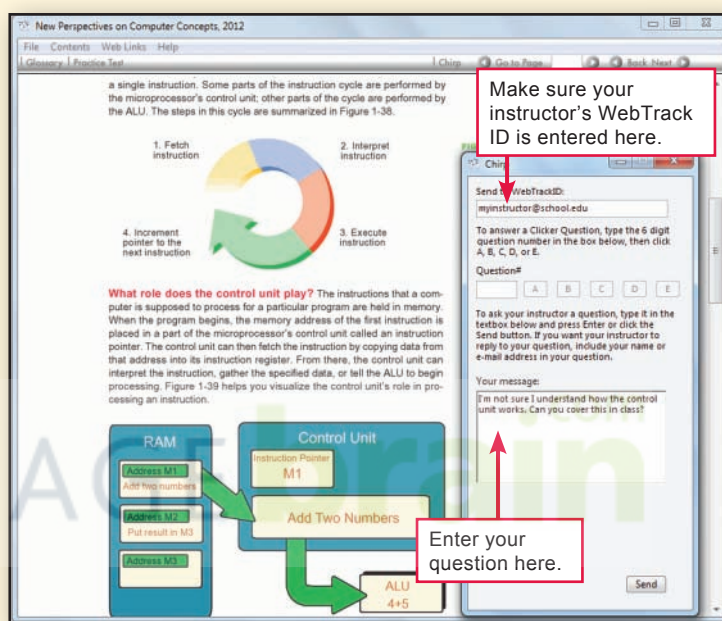 New Perspectives on Computer Concepts, 2012
File Contents Web Links Help
Glossary Practice Test Chirp Go to Page Back Next
a single instruction. Some parts of the instruction cycle are performed by
the microprocessor's control unit; other parts of the cycle are performed by
the ALU. The steps in this cycle are summarized in Figure 1-38.
1. Fetch
instruction
2. Interpret
instruction
4. Increment
pointer to the
next instruction
3. Execute
instruction
What role does the control unit play? The instructions that a com-
puter is supposed to process for a particular program are held in memory.
When the program begins, the memory address of the first instruction is
placed in a part of the microprocessor's control unit called an instruction
pointer. The control unit can then fetch the instruction by copying data from
that address into its instruction register. From there, the control unit can
interpret the instruction, gather the specified data, or tell the ALU to begin
processing. Figure 1-39 helps you visualize the control unit's role in pro-
cessing an instruction.
RAM
Address M1
Add two numbers
Address M2
Put result in M3
Address M3
Control Unit
Instruction Pointer
M1
Add Two Numbers
ALU
4+5
Make sure your
instructor's WebTrack
ID is entered here.
Chirp
Send to WebTrackID:
myinstructor@school.edu
To answer a Clicker Question, type the 6 digit
question number in the box below, then click
A, B, C, D, or E.
Question#
A B C D E
To ask your instructor a question, type it in the
textbox below and press Enter or click the
Send button. If you want your instructor to
reply to your question, include your name or
e-mail address in your question.
Your message:
I'm not sure I understand how the control
unit works. Can you cover this in class?
Enter your
question here.
Send